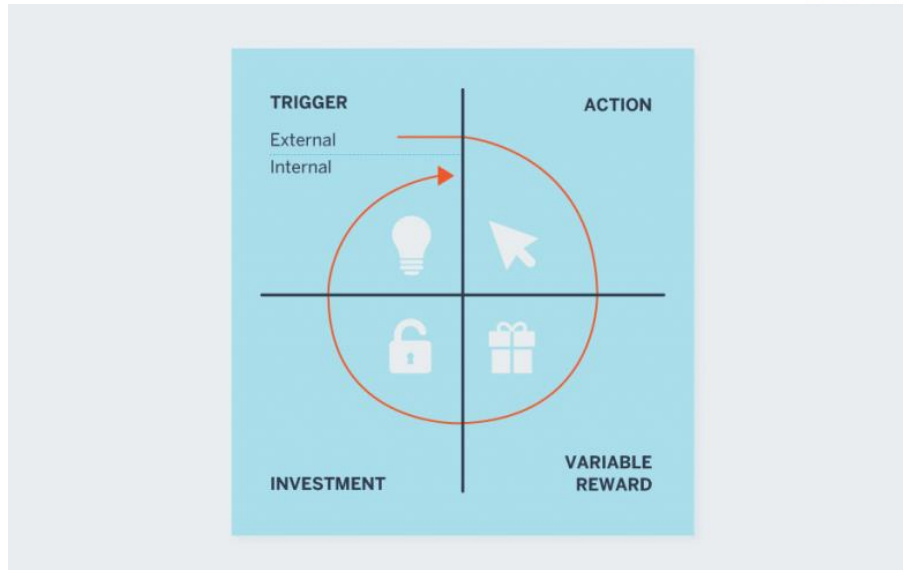 TRIGGER
ACTION
External
Internal
INVESTMENT
VARIABLE
REWARD